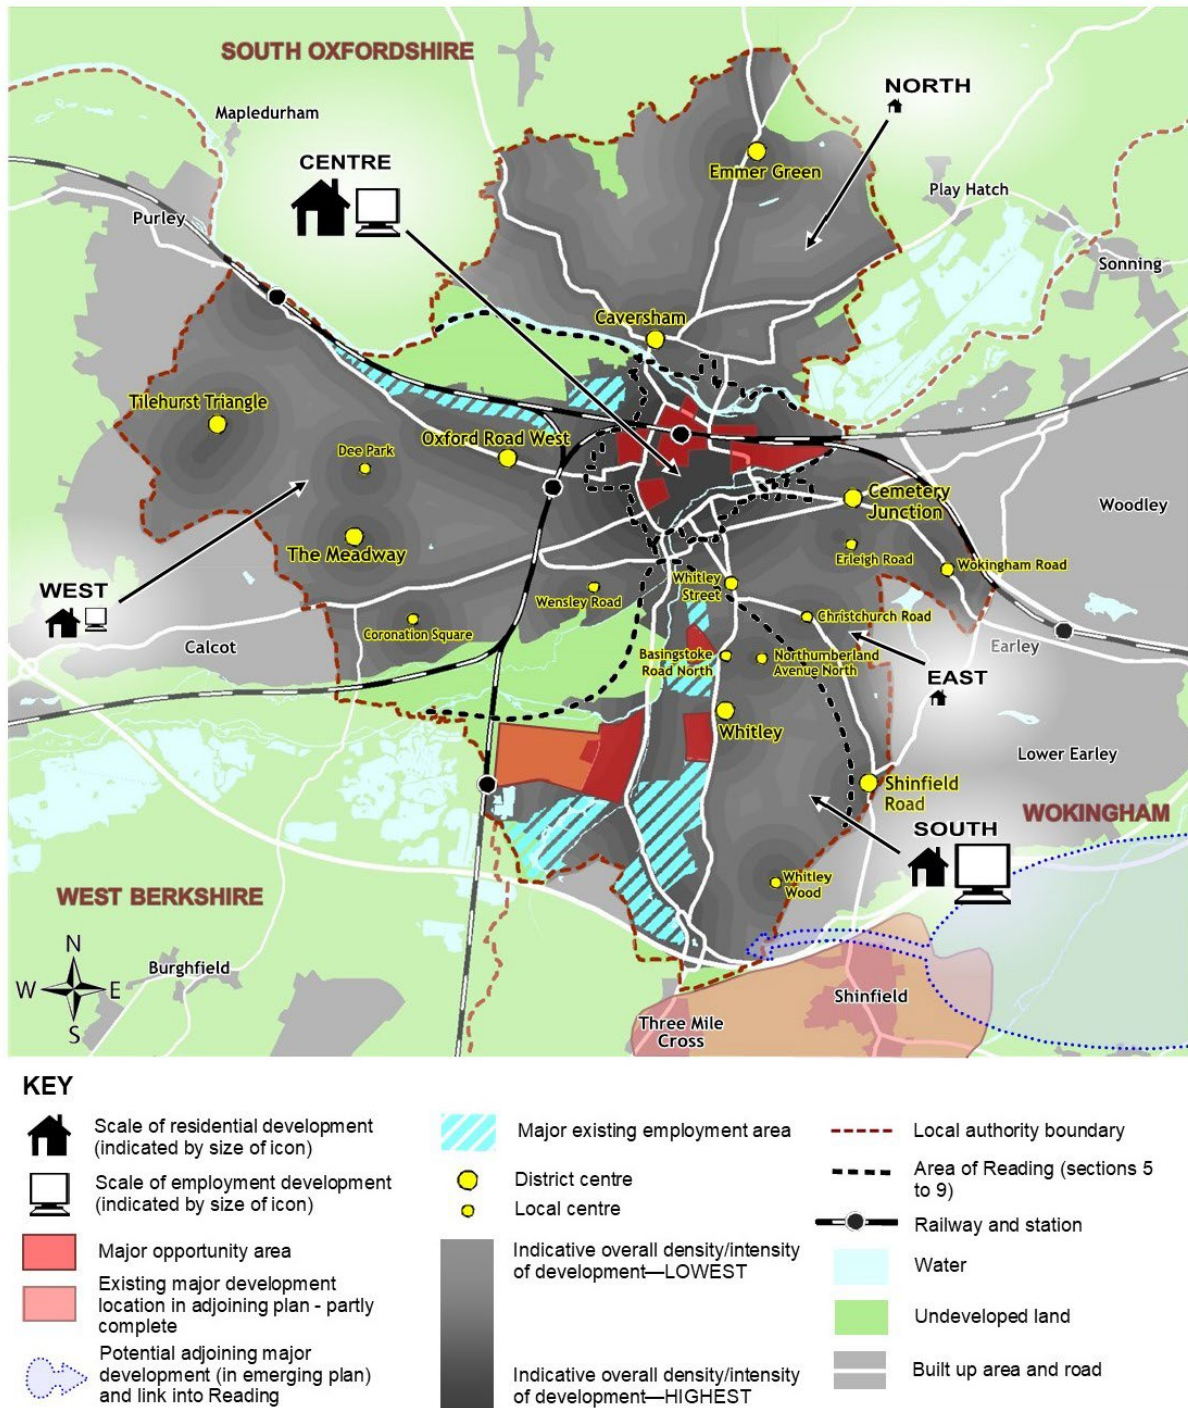 SOUTH OXFORDSHIRE
NORTH
Mapledurham
CENTRE
Emmer Green
Play Hatch
Purley
Sonning
Caversham
Tilehurst Triangle
Oxford Road West
Dee Park
Cemetery
Junction
Woodley
The Meadway
Erleigh Road
Wokingham Road
WEST
Whitley
Street
Wensley Road
Christchurch Road
Coronation Square
Calcot
Earley
Basingstoke
Road North
Northumberland
Avenue North
EAST
Whitley
Lower Earley
Shinfield
Road
WOKINGHAM
SOUTH
Whitley
Wood
WEST BERKSHIRE
N
W
E
S
Burghfield
Shinfield
Three Mile
Cross
KEY
Scale of residential development
(indicated by size of icon)
Scale of employment development
(indicated by size of icon)
Major opportunity area
Existing major development
location in adjoining plan - partly
complete
Potential adjoining major
development (in emerging plan)
and link into Reading
Major existing employment area
District centre
Local centre
Indicative overall density/intensity
of development—LOWEST
Indicative overall density/intensity
of development—HIGHEST
Local authority boundary
Area of Reading (sections 5
to 9)
Railway and station
Water
Undeveloped land
Built up area and road